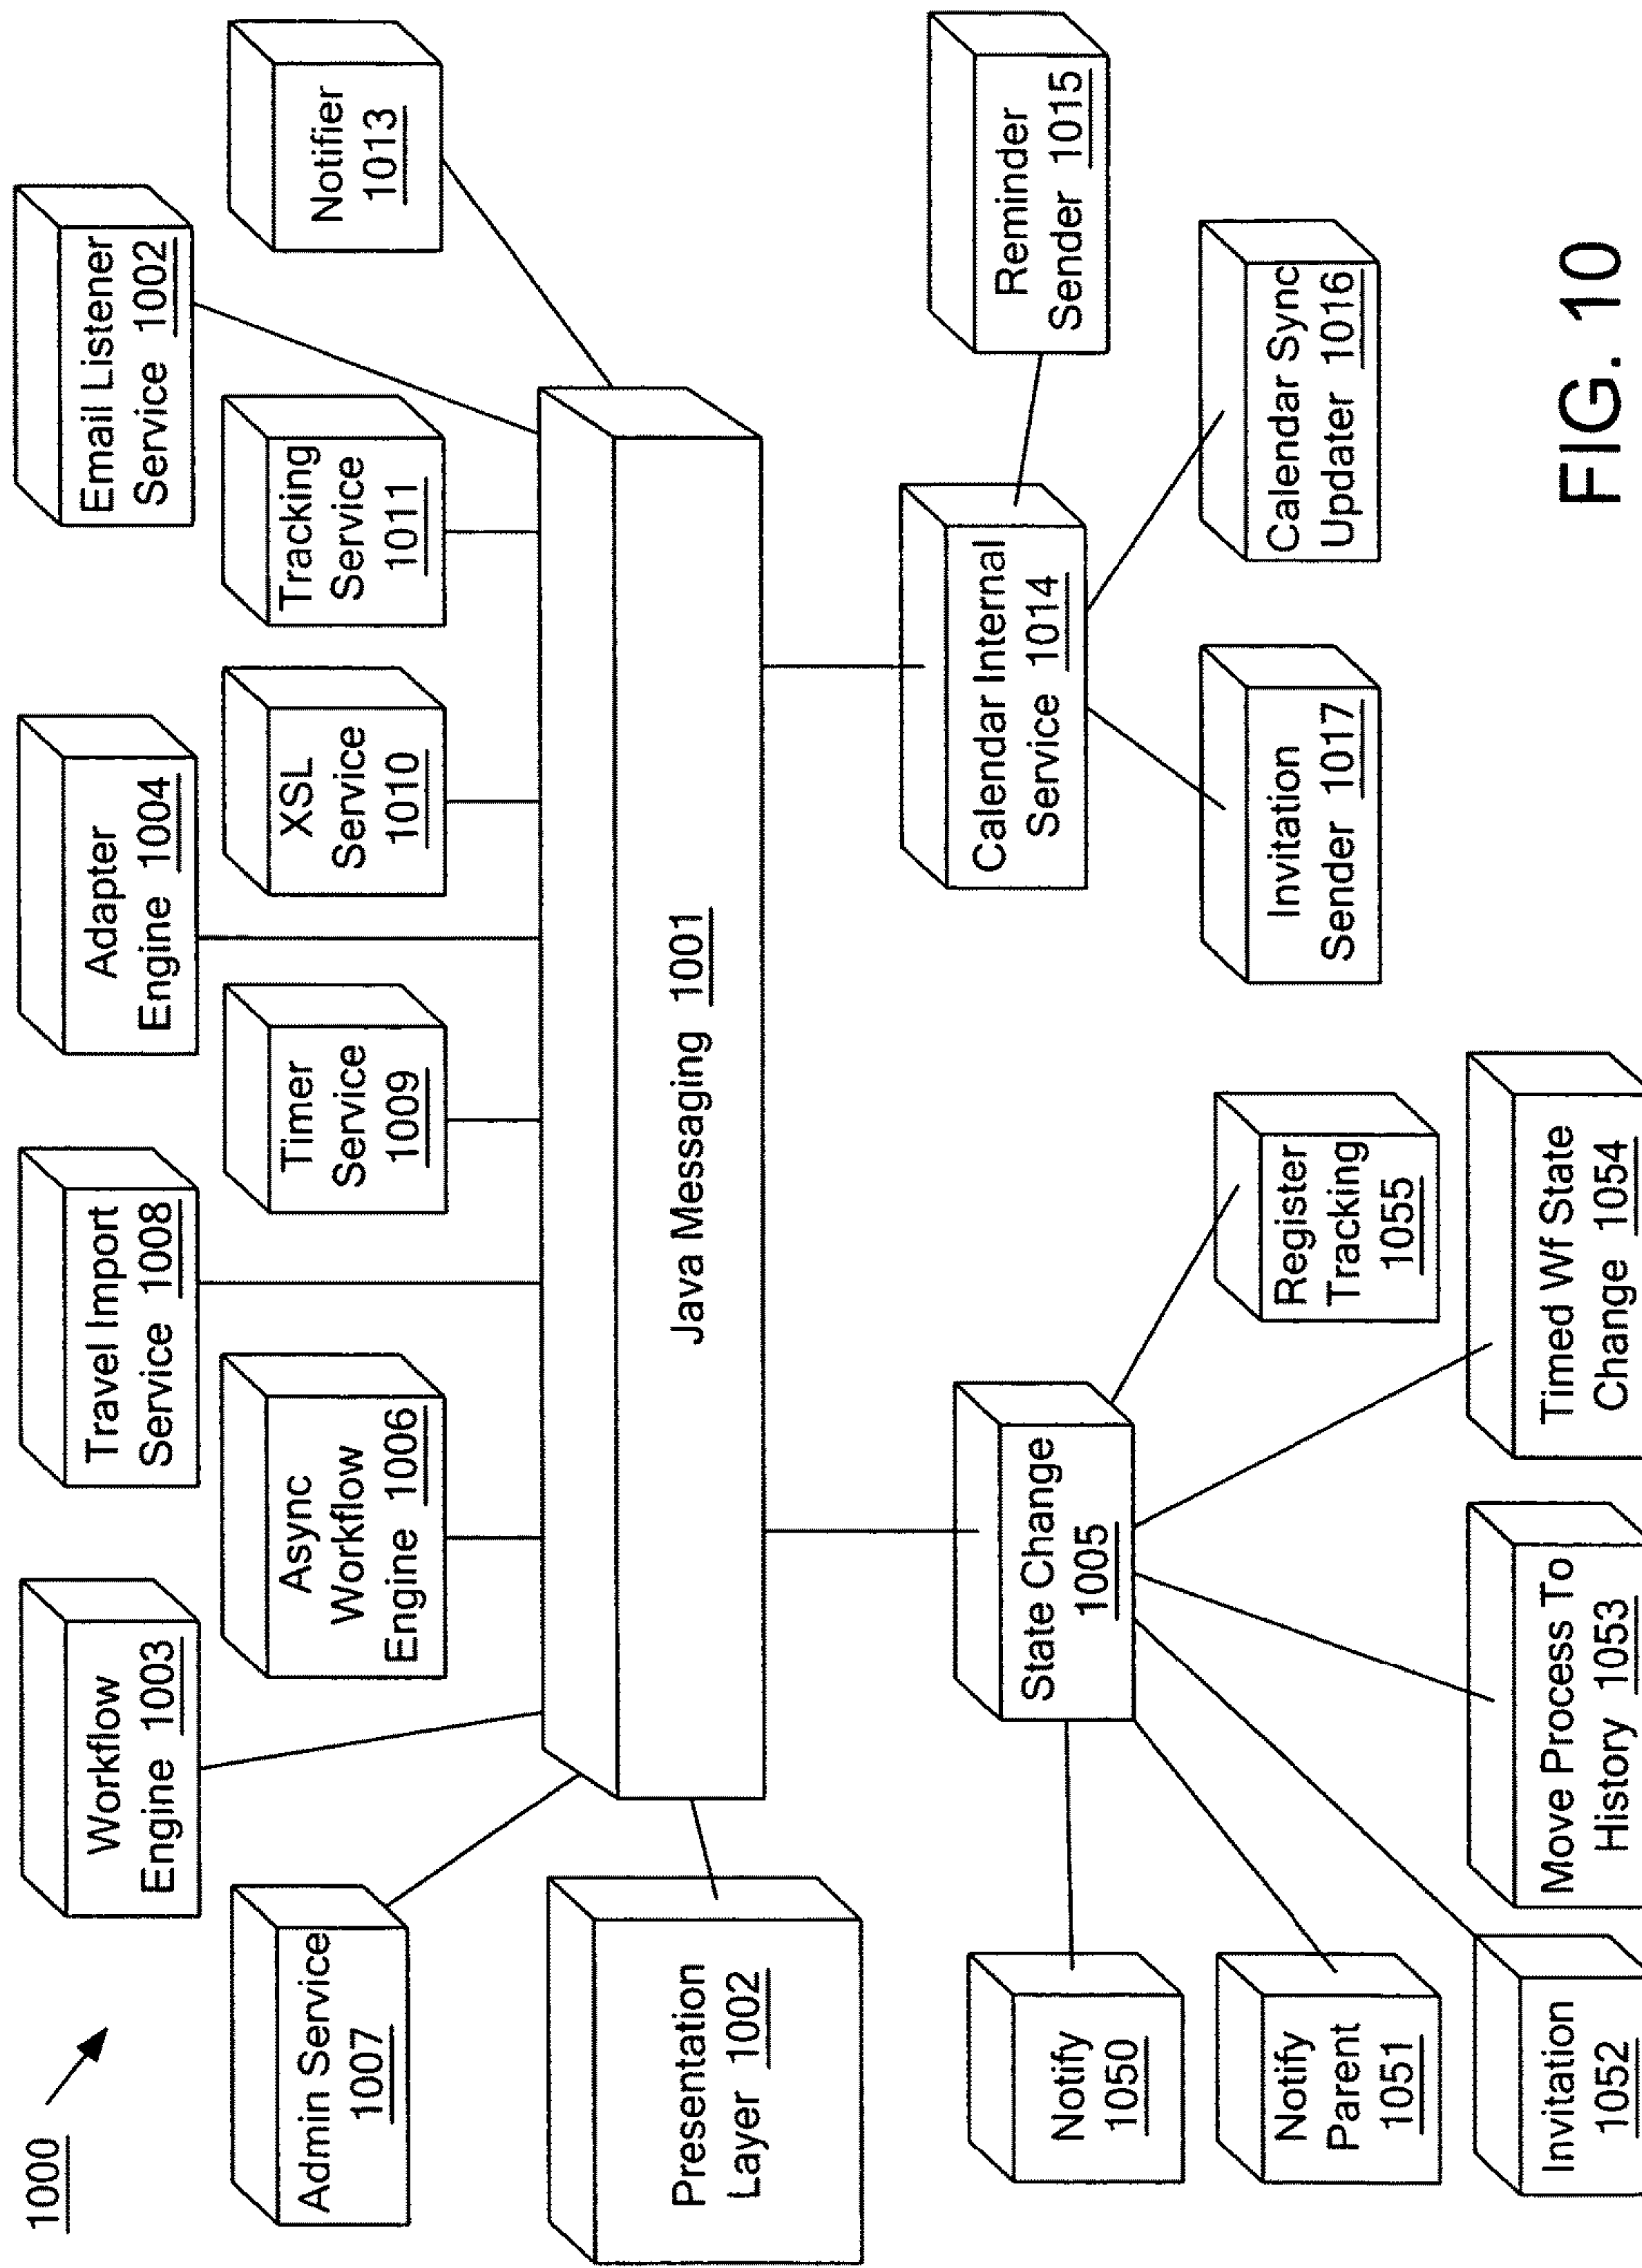 1000
Workflow
Engine 1003
Travel Import
Service 1008
Adapter
Engine 1004
Email Listener
Service 1002
Admin Service
1007
Async
Workflow
Engine 1006
Timer
Service
1009
XSL
Service
1010
Tracking
Service
1011
Notifier
1013
Presentation
Layer 1002
Java Messaging 1001
Notify
1050
State Change
1005
Calendar Internal
Service 1014
Reminder
Sender 1015
Notify
Parent
1051
Register
Tracking
1055
Invitation
Sender 1017
Calendar Sync
Updater 1016
Invitation
1052
Move Process To
History 1053
Timed Wf State
Change 1054
FIG. 10